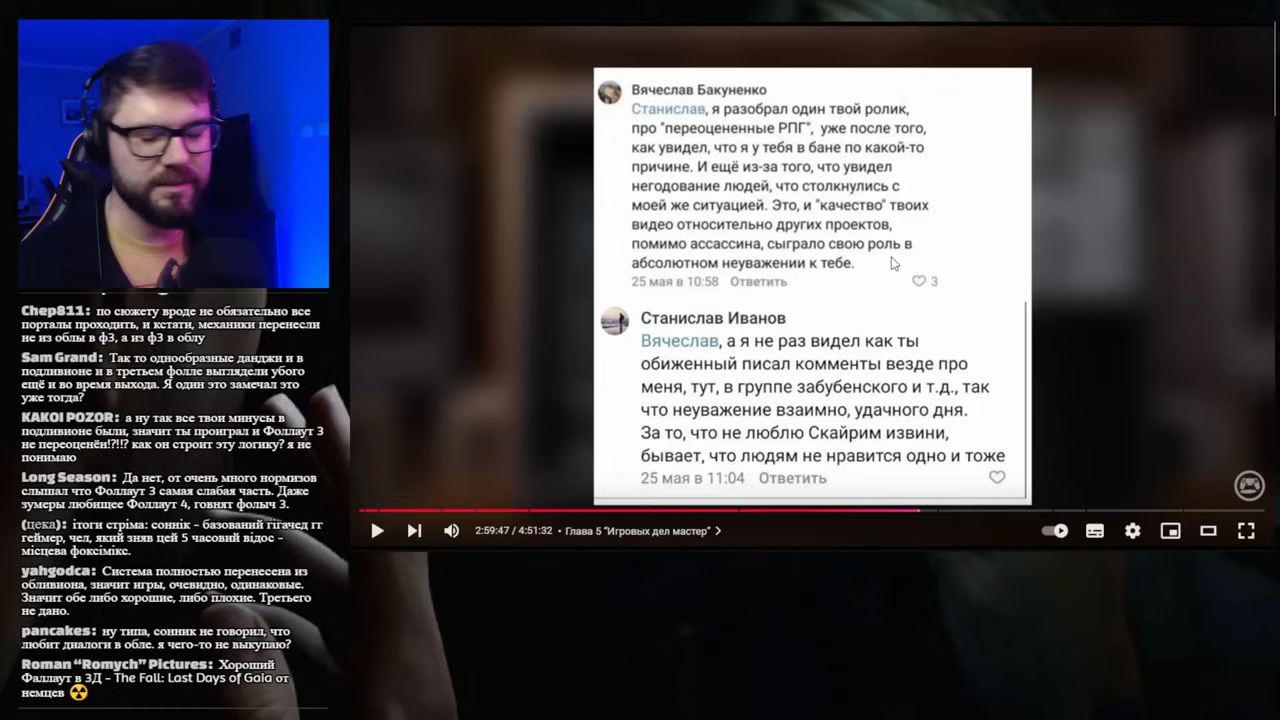 Вячеслав Бакуненко
Станислав, я разобрал один твой ролик,
про "переоцененные РПГ", уже после того,
как увидел, что я у тебя в бане по какой-то
причине. И ещё из-за того, что увидел
негодование людей, что столкнулись с
моей же ситуацией. Это, и "качество" твоих
видео относительно других проектов,
помимо ассассина, сыграло свою роль в
абсолютном неуважении к тебе.
25 мая в 10:58 Ответить 3
Станислав Иванов
Вячеслав, а я не раз видел как ты
обиженный писал комменты везде про
меня, тут, в группе забубенского и т.д., так
что неуважение взаимно, удачного дня.
За то, что не люблю Скайрим извини,
бывает, что людям не нравится одно и тоже
25 мая в 11:04 Ответить
2:59:47 / 4:51:32 • Глава 5 "Игровых дел мастер"
Chep811: по сюжету вроде не обязательно все
порталы проходить, и кстати, механики перенесли
не из облы в ф3, а из ф3 в облу
Sam Grand: Так то однообразные данджи и в
подливионе и в третьем фолле выглядели убого
ещё и во время выхода. Я один это замечал это
уже тогда?
KAKOI POZOR: а ну так все твои минусы в
подливионе были, значит ты проиграл и Фоллаут 3
не переоценён!?!!? как он строит эту логику? я не
понимаю
Long Season: Да нет, от очень много нормизов
слышал что Фоллаут 3 самая слабая часть. Даже
зумеры любищее Фоллаут 4, говнят фолыч 3.
(цека): ітоги стріма: соннік - базований гігачед гг
геймер, чел, який зняв цей 5 часовий відос -
місцева фоксімікс.
yahgodca: Система полностью перенесена из
обливиона, значит игры, очевидно, одинаковые.
Значит обе либо хорошие, либо плохие. Третьего
не дано.
pancakes: ну типа, сонник не говорил, что
любит диалоги в обле. я чего-то не выкупаю?
Roman "Romych" Pictures: Хороший
Фаллаут в 3Д - The Fall: Last Days of Gaia от
немцев